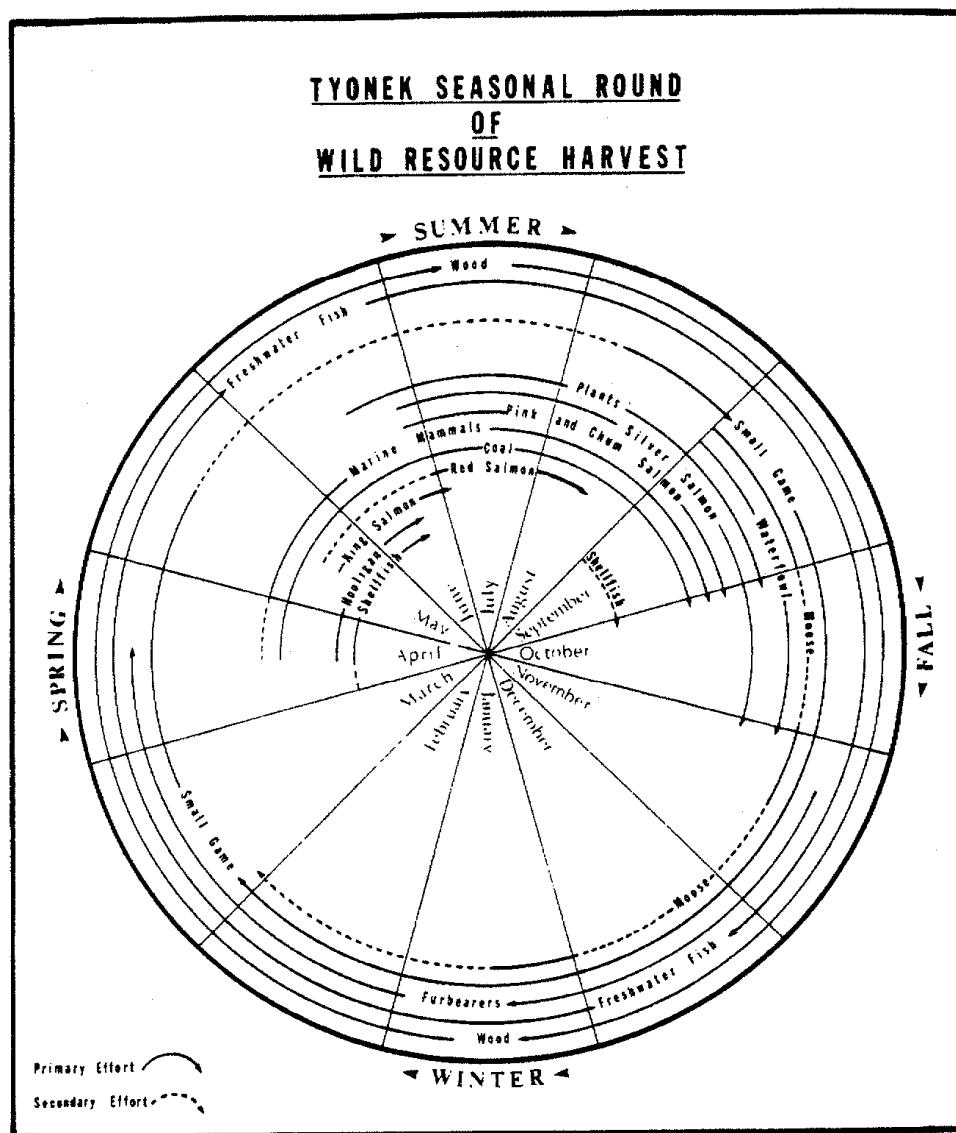 TYONEK SEASONAL ROUND
OF
WILD RESOURCE HARVEST
SUMMER
Wood
Freshwater Fish
Plants
Silver Salmon
Pink and Chum Salmon
Marine Mammals
Coal
Red Salmon
King Salmon
Hooligan
Shellfish
Small Game
Waterfowl
Moose
Shellfish
SPRING
FALL
June
July
August
May
September
April
October
March
November
February
January
December
Small Game
Moose
Freshwater Fish
Furbearers
Wood
WINTER
Primary Effort
Secondary Effort